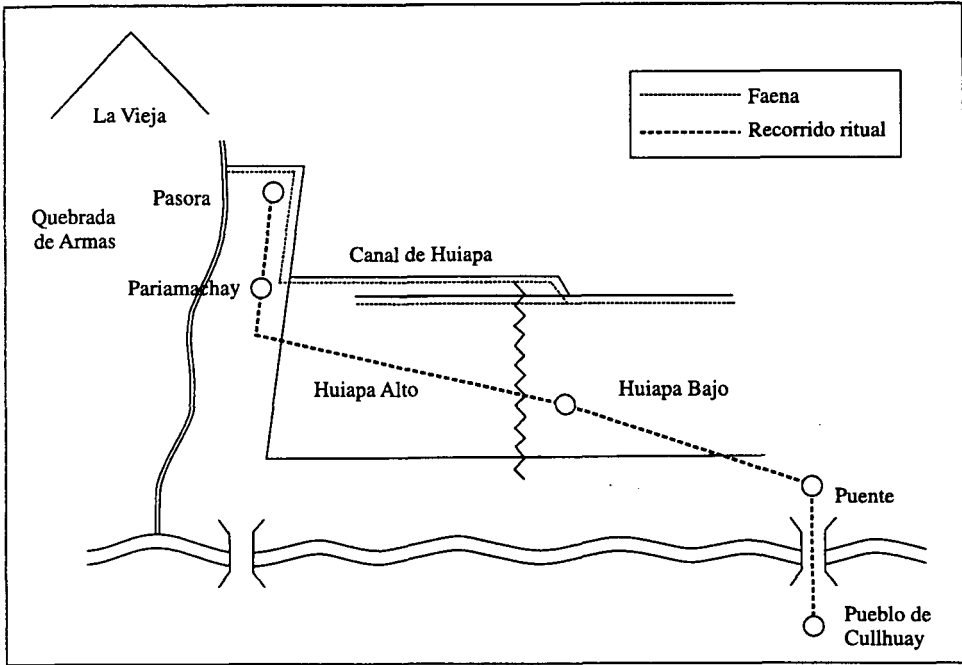 La Vieja
Faena
Recorrido ritual
Pasora
Quebrada
de Armas
Canal de Huiapa
Pariamachay
Huiapa Alto
Huiapa Bajo
Puente
Pueblo de
Cullhuay